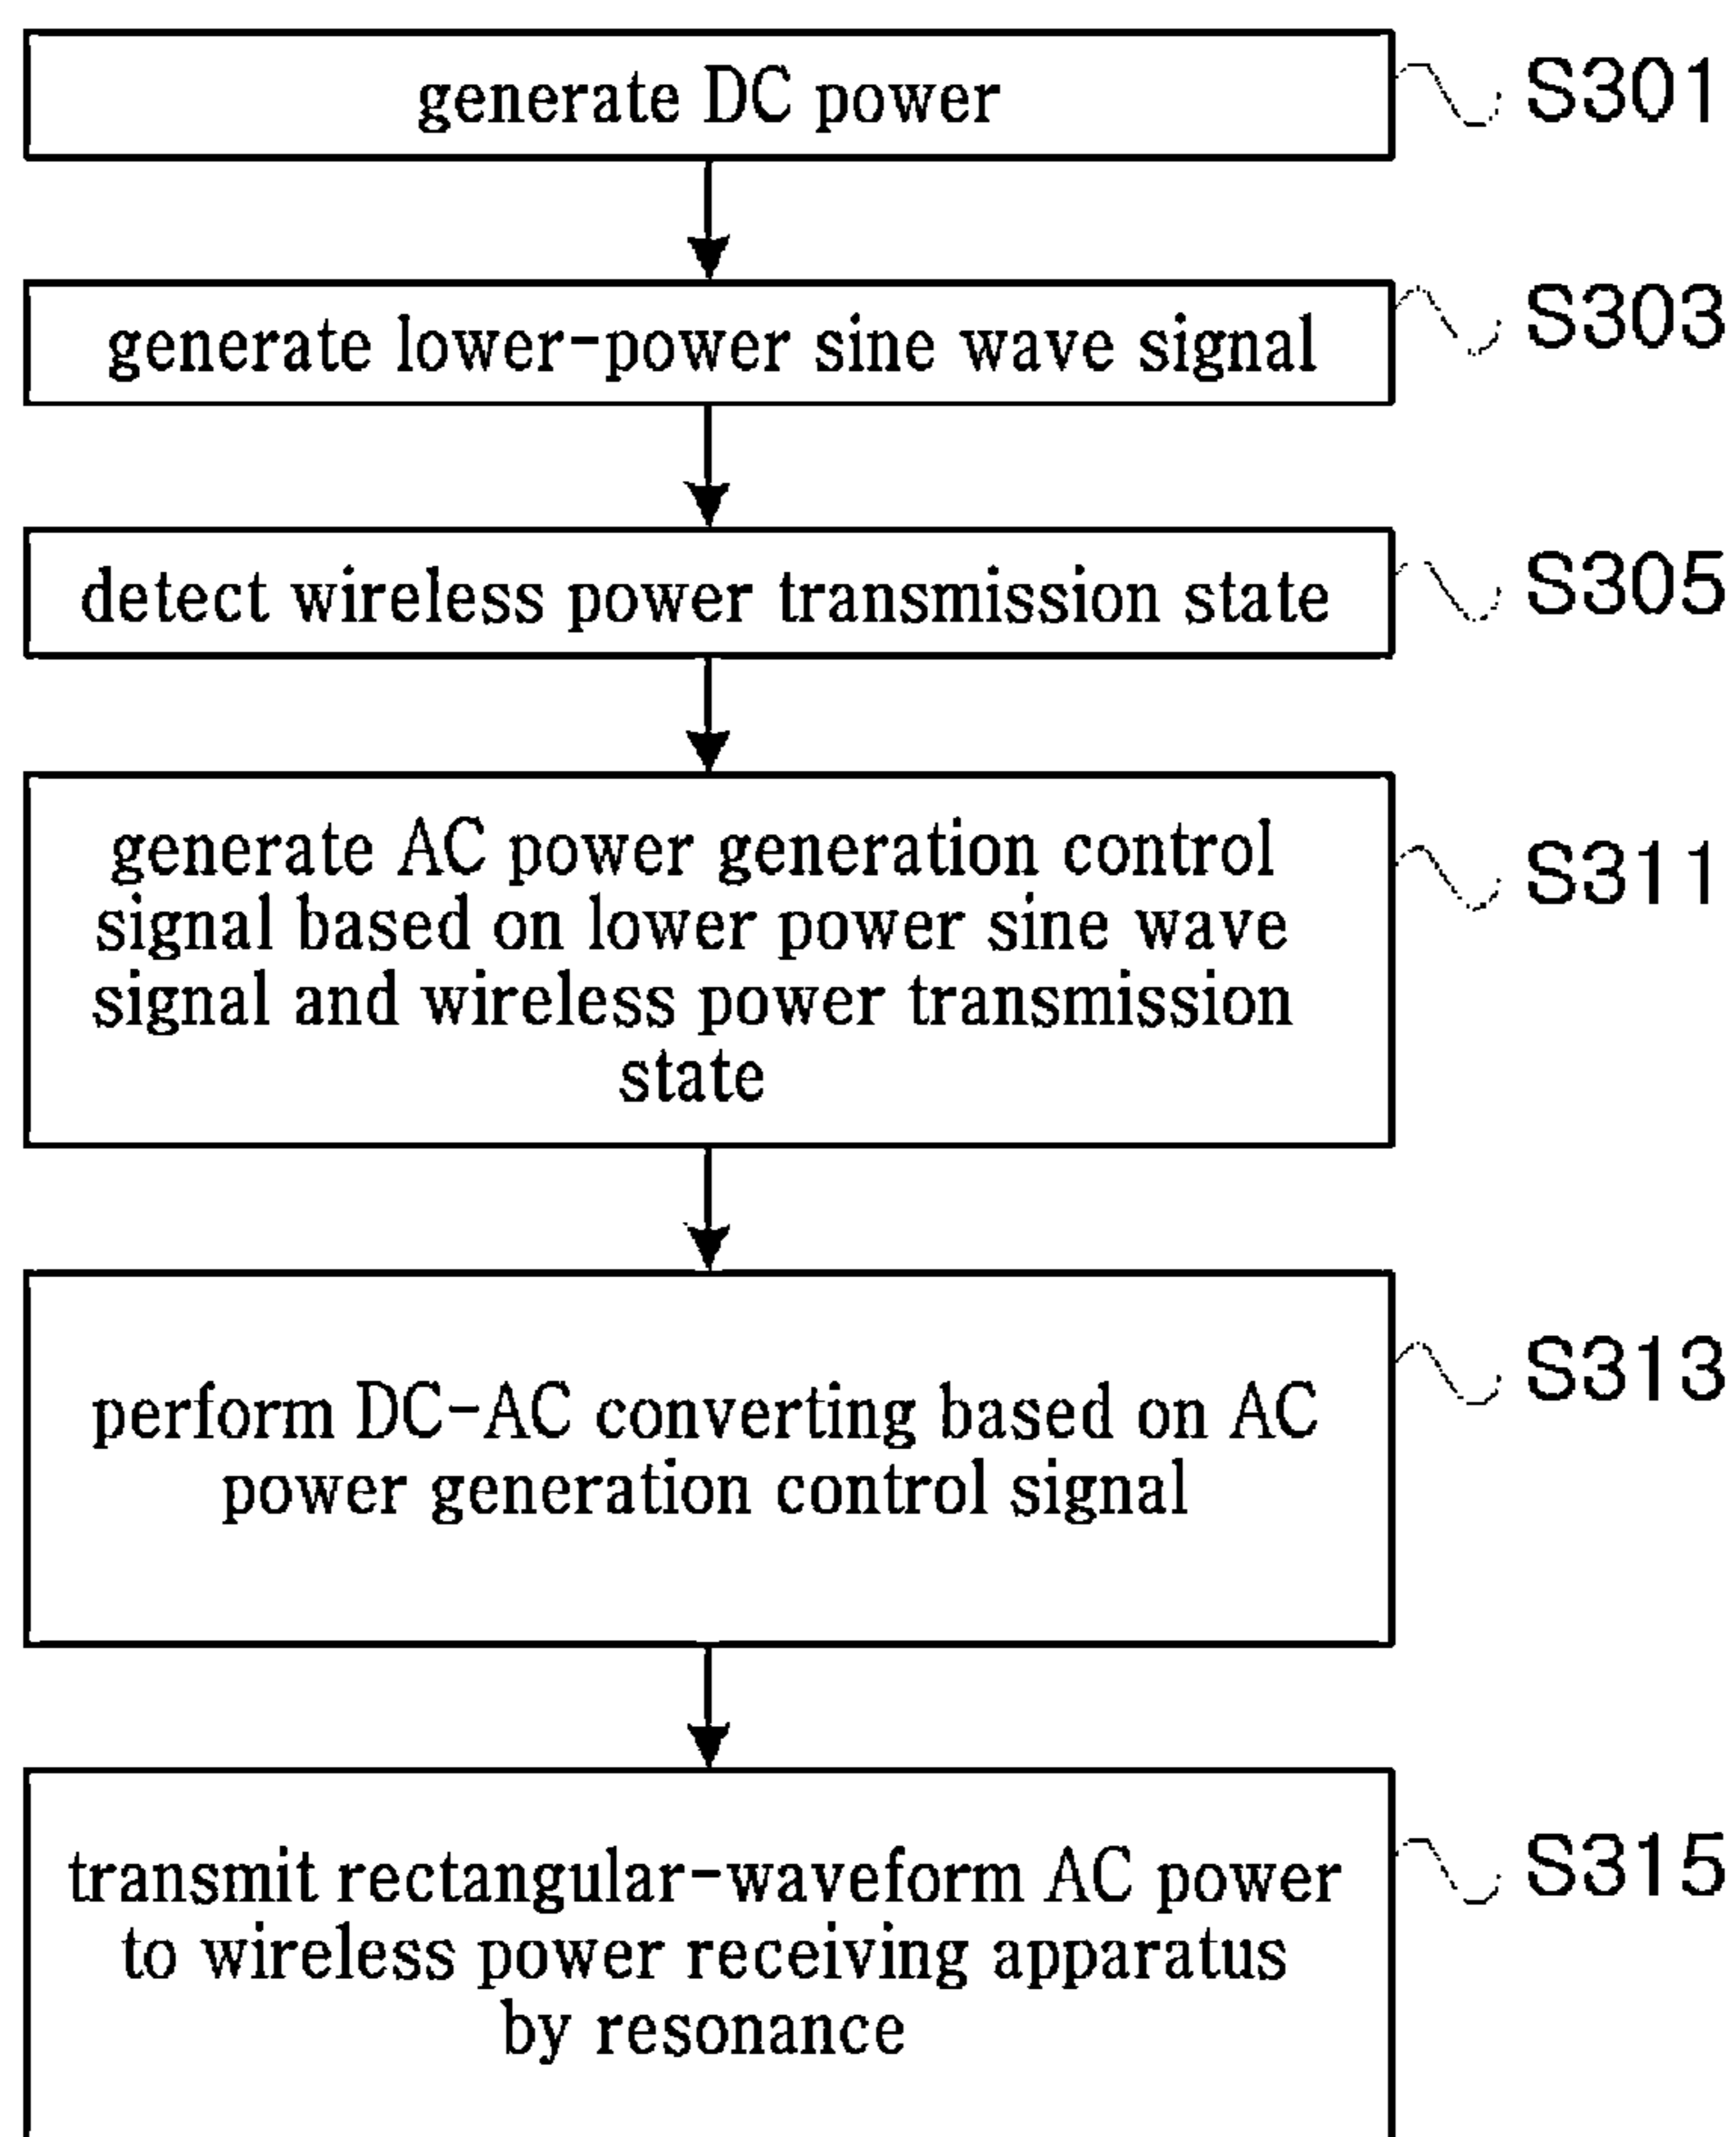 generate DC power
S301
generate lower-power sine wave signal
S303
detect wireless power transmission state
S305
generate AC power generation control
signal based on lower power sine wave
signal and wireless power transmission
state
S311
perform DC-AC converting based on AC
power generation control signal
S313
transmit rectangular-waveform AC power
to wireless power receiving apparatus
by resonance
S315